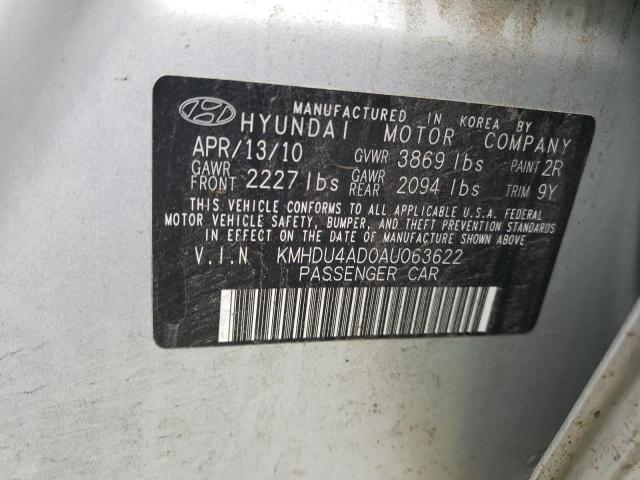 MANUFACTURED IN KOREA BY
HYUNDAI MOTOR COMPANY
APR/13/10 GVWR 3869 lbs PAINT 2R
GAWR FRONT 2227 lbs GAWR REAR 2094 lbs TRIM 9Y
THIS VEHICLE CONFORMS TO ALL APPLICABLE U.S.A. FEDERAL
MOTOR VEHICLE SAFETY, BUMPER, AND THEFT PREVENTION
STANDARDS IN EFFECT ON THE DATE OF MANUFACTURE SHOWN ABOVE.
V.I.N KMHDU4AD0AU063622
PASSENGER CAR